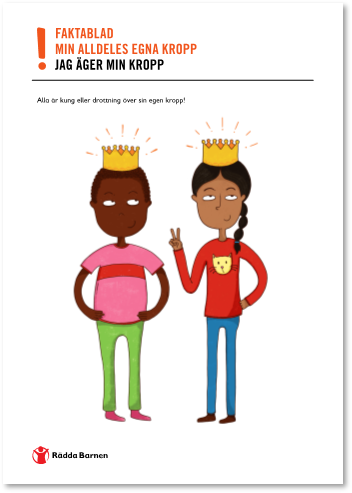 !
FAKTABLAD
MIN ALLDELES EGNA KROPP
JAG ÄGER MIN KROPP
Alla är kung eller drottning över sin egen kropp!
Rädda Barnen